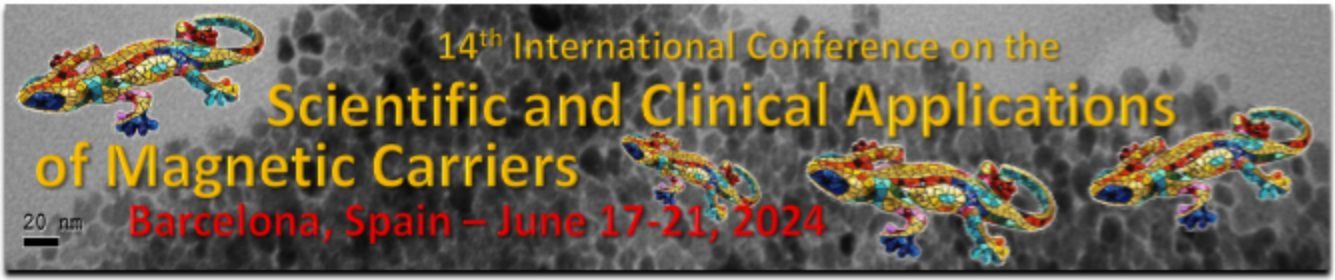 14th International Conference on the
Scientific and Clinical Applications
of Magnetic Carriers
Barcelona, Spain – June 17-21, 2024
20 nm